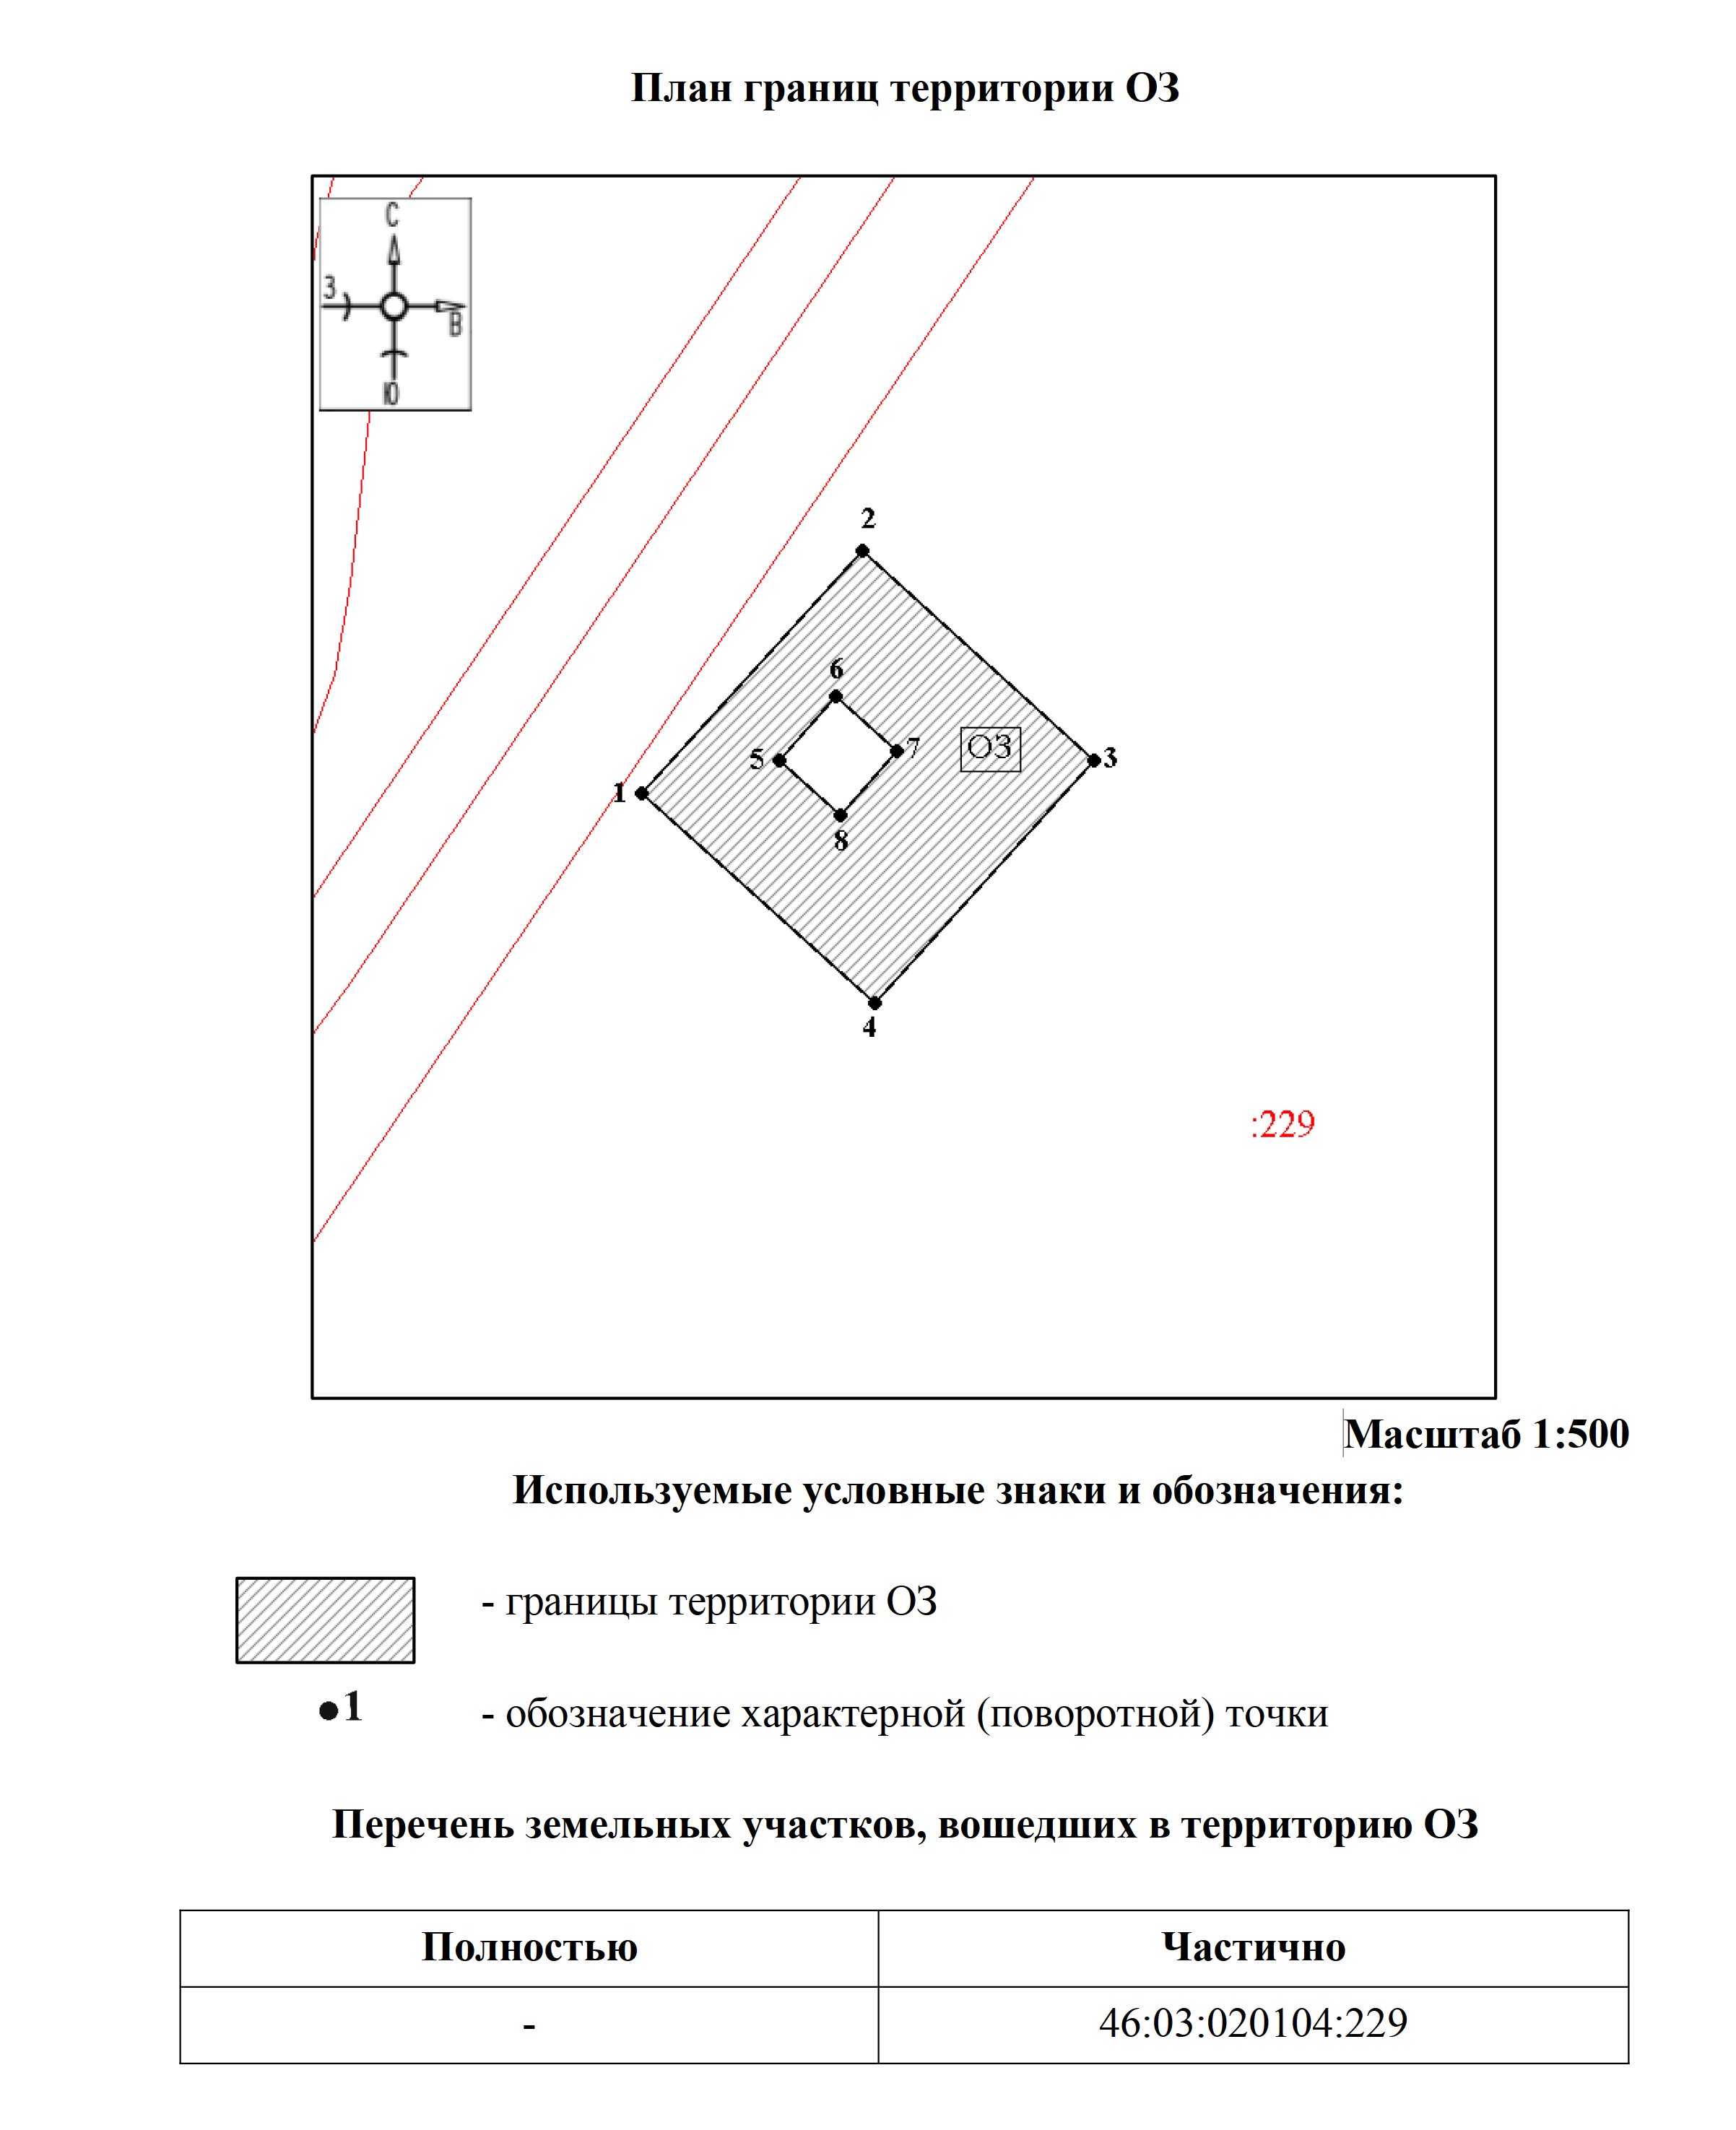 План границ территории ОЗ
С
З
В
Ю
2
6
7
ОЗ
5
3
1
8
4
:229
Масштаб 1:500
Используемые условные знаки и обозначения:
- границы территории ОЗ
1
- обозначение характерной (поворотной) точки
Перечень земельных участков, вошедших в территорию ОЗ
Полностью
Частично
-
46:03:020104:229